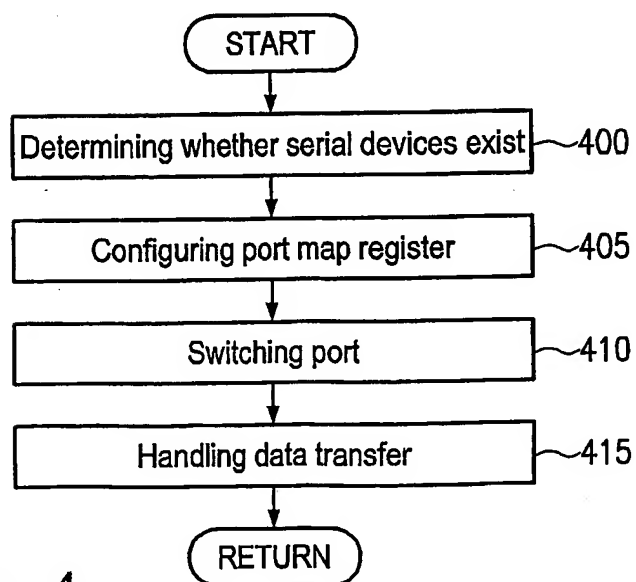 START
Determining whether serial devices exist 400
Configuring port map register 405
Switching port 410
Handling data transfer 415
RETURN